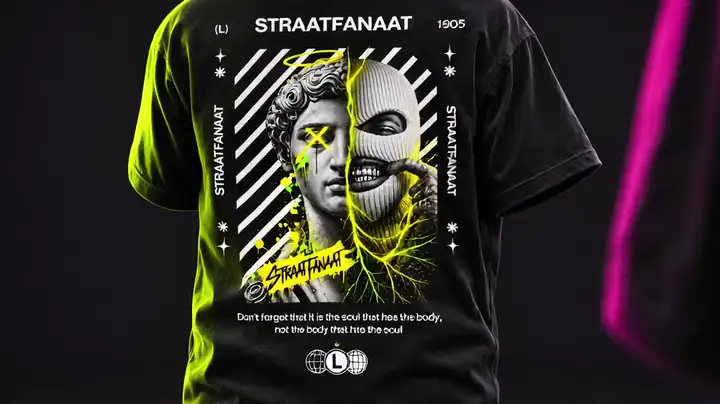 (L) STRAATFANAAT 1905
STRAATFANAAT
STRAATFANAAT
STRAATFANAAT
Don't forget that it is the soul that has the body,
not the body that has the soul
L